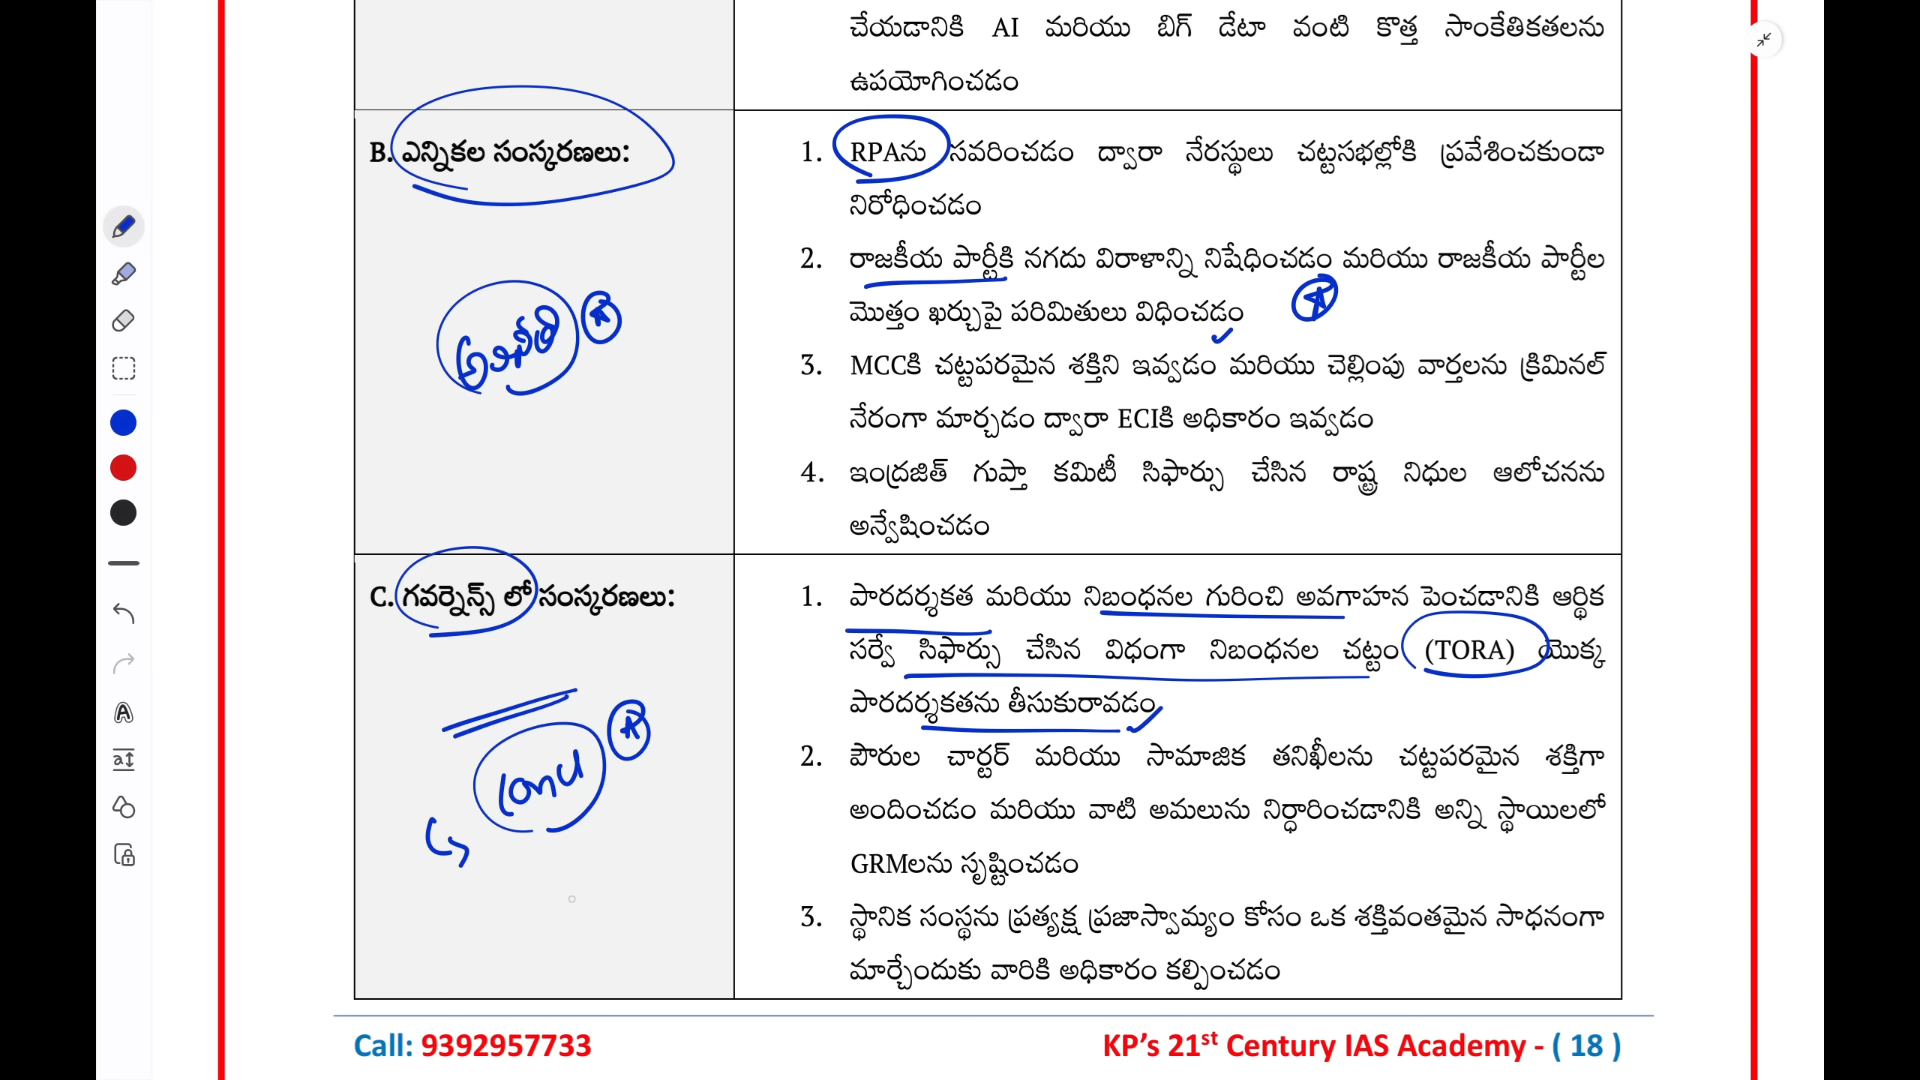 చేయడానికి AI మరియు బిగ్ డేటా వంటి కొత్త సాంకేతికతలను
ఉపయోగించడం
B. ఎన్నికల సంస్కరణలు:
1. RPAను సవరించడం ద్వారా నేరస్థులు చట్టసభల్లోకి ప్రవేశించకుండా
నిరోధించడం
2. రాజకీయ పార్టీకి నగదు విరాళాన్ని నిషేధించడం మరియు రాజకీయ పార్టీల
మొత్తం ఖర్చుపై పరిమితులు విధించడం
3. MCCకి చట్టపరమైన శక్తిని ఇవ్వడం మరియు చెల్లింపు వార్తలను క్రిమినల్
నేరంగా మార్చడం ద్వారా ECIకి అధికారం ఇవ్వడం
4. ఇంద్రజిత్ గుప్తా కమిటీ సిఫార్సు చేసిన రాష్ట్ర నిధుల ఆలోచనను
అన్వేషించడం
C. గవర్నెన్స్ లో సంస్కరణలు:
1. పారదర్శకత మరియు నిబంధనల గురించి అవగాహన పెంచడానికి ఆర్థిక
సర్వే సిఫార్సు చేసిన విధంగా నిబంధనల చట్టం (TORA) యొక్క
పారదర్శకతను తీసుకురావడం
2. పౌరుల చార్టర్ మరియు సామాజిక తనిఖీలను చట్టపరమైన శక్తిగా
అందించడం మరియు వాటి అమలును నిర్ధారించడానికి అన్ని స్థాయిలలో
GRMలను సృష్టించడం
3. స్థానిక సంస్థను ప్రత్యక్ష ప్రజాస్వామ్యం కోసం ఒక శక్తివంతమైన సాధనంగా
మార్చేందుకు వారికి అధికారం కల్పించడం
Call: 9392957733
KP’s 21st Century IAS Academy - ( 18 )